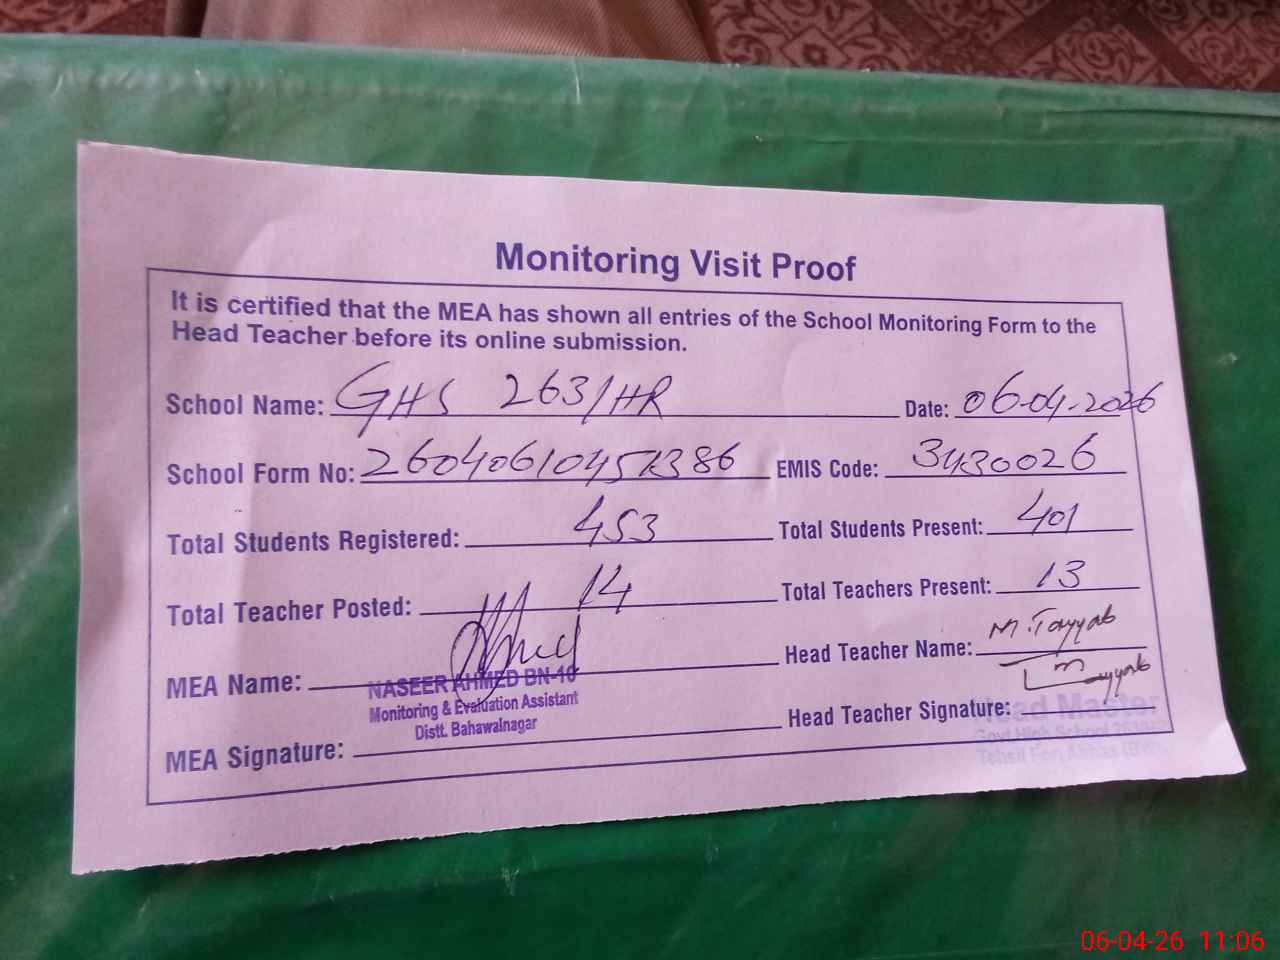 Monitoring Visit Proof
It is certified that the MEA has shown all entries of the School Monitoring Form to the
Head Teacher before its online submission.
School Name: GHS 263/HR Date: 06-04-2026
School Form No: EMIS Code: 3430026
Total Students Registered: 453 Total Students Present: 401
Total Teacher Posted: 14 Total Teachers Present: 13
MEA Name: Head Teacher Name: M. Tayyab
NASEER AHMED BN-10
Monitoring & Evaluation Assistant
Distt. Bahawalnagar
MEA Signature: Head Teacher Signature:
Head Master
Govt High School
06-04-26 11:06